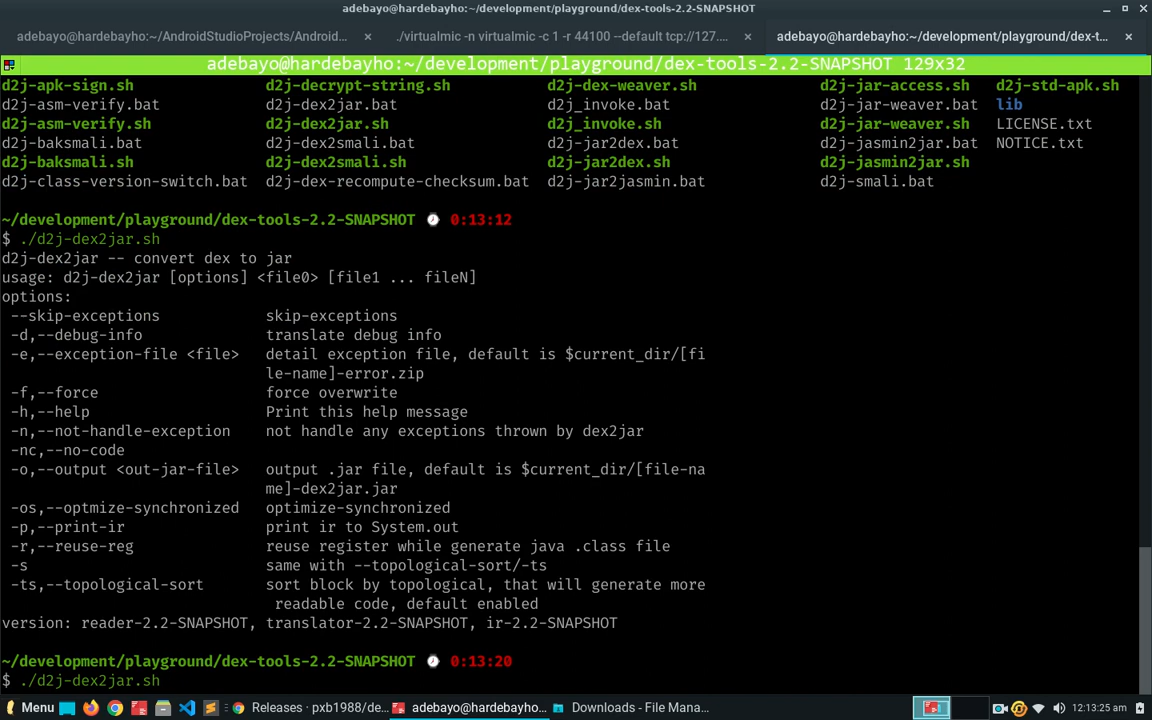 adebayo@hardebayho:~/development/playground/dex-tools-2.2-SNAPSHOT
adebayo@hardebayho:~/AndroidStudioProjects/Android... × ./virtualmic -n virtualmic -c 1 -r 44100 --default tcp://127.... × adebayo@hardebayho:~/development/playground/dex-t... ×
adebayo@hardebayho:~/development/playground/dex-tools-2.2-SNAPSHOT 129x32
d2j-apk-sign.sh d2j-decrypt-string.sh d2j-dex-weaver.sh d2j-jar-access.sh d2j-std-apk.sh
d2j-asm-verify.bat d2j-dex2jar.bat d2j_invoke.bat d2j-jar-weaver.bat lib
d2j-asm-verify.sh d2j-dex2jar.sh d2j_invoke.sh d2j-jar-weaver.sh LICENSE.txt
d2j-baksmali.bat d2j-dex2smali.bat d2j-jar2dex.bat d2j-jasmin2jar.bat NOTICE.txt
d2j-baksmali.sh d2j-dex2smali.sh d2j-jar2dex.sh d2j-jasmin2jar.sh
d2j-class-version-switch.bat d2j-dex-recompute-checksum.bat d2j-jar2jasmin.bat d2j-smali.bat
~/development/playground/dex-tools-2.2-SNAPSHOT 0:13:12
$ ./d2j-dex2jar.sh
d2j-dex2jar -- convert dex to jar
usage: d2j-dex2jar [options] <file0> [file1 ... fileN]
options:
--skip-exceptions skip-exceptions
-d,--debug-info translate debug info
-e,--exception-file <file> detail exception file, default is $current_dir/[fi
le-name]-error.zip
-f,--force force overwrite
-h,--help Print this help message
-n,--not-handle-exception not handle any exceptions thrown by dex2jar
-nc,--no-code
-o,--output <out-jar-file> output .jar file, default is $current_dir/[file-na
me]-dex2jar.jar
-os,--optmize-synchronized optimize-synchronized
-p,--print-ir print ir to System.out
-r,--reuse-reg reuse register while generate java .class file
-s same with --topological-sort/-ts
-ts,--topological-sort sort block by topological, that will generate more
readable code, default enabled
version: reader-2.2-SNAPSHOT, translator-2.2-SNAPSHOT, ir-2.2-SNAPSHOT
~/development/playground/dex-tools-2.2-SNAPSHOT 0:13:20
$ ./d2j-dex2jar.sh
Menu Releases · pxb1988/de... adebayo@hardebayho:... Downloads - File Mana... 12:13:25 am